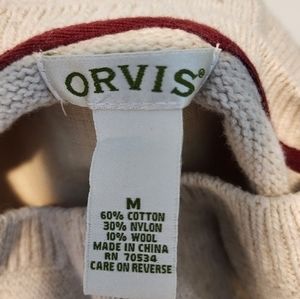 ORVIS®
M
60% COTTON
30% NYLON
10% WOOL
MADE IN CHINA
RN 70534
CARE ON REVERSE